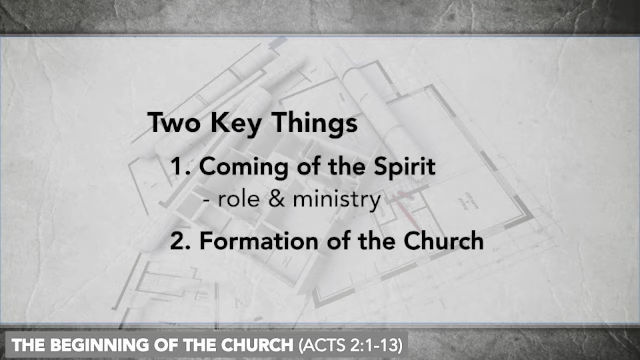 Two Key Things
1. Coming of the Spirit
- role & ministry
2. Formation of the Church
THE BEGINNING OF THE CHURCH (ACTS 2:1-13)